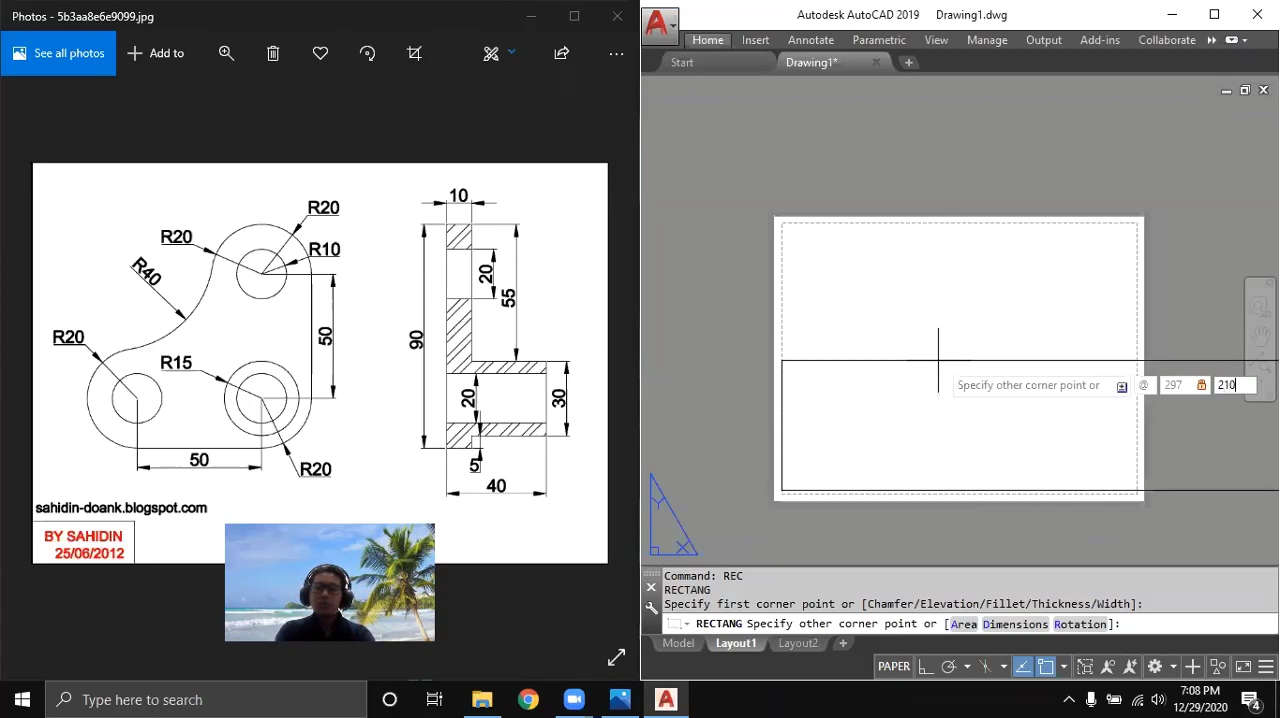 Photos - 5b3aa8e6e9099.jpg
See all photos
Add to
R20
R20
R10
R40
R20
R15
50
50
R20
10
20
55
90
20
30
5
40
sahidin-doank.blogspot.com
BY SAHIDIN
25/06/2012
Autodesk AutoCAD 2019 Drawing1.dwg
Home Insert Annotate Parametric View Manage Output Add-ins Collaborate
Start Drawing1*
Specify other corner point or @ 297 210
Y
X
Command: REC
RECTANG
Specify first corner point or [Chamfer/Elevation/Fillet/Thickness/Width]:
RECTANG Specify other corner point or [Area Dimensions Rotation]:
Model Layout1 Layout2
PAPER
Type here to search
7:08 PM
12/29/2020
4